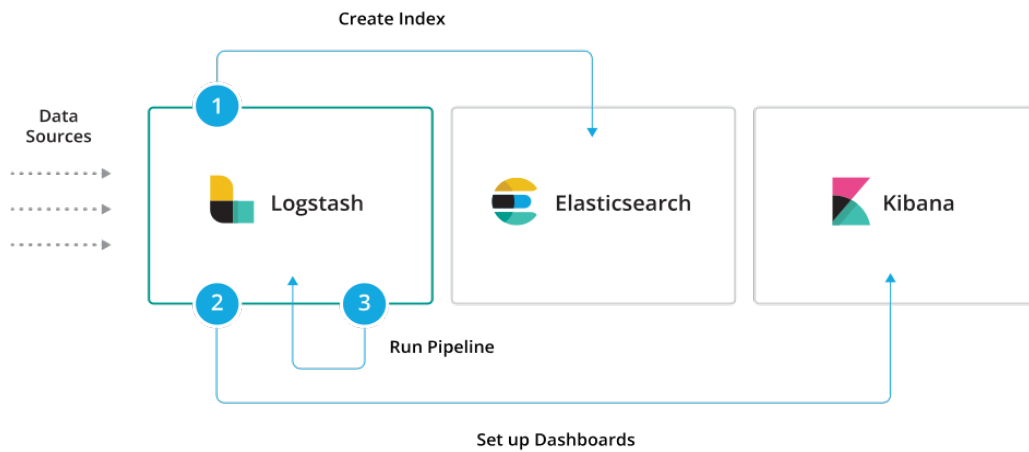 Create Index
1
Data
Sources
Logstash
Elasticsearch
Kibana
2
3
Run Pipeline
Set up Dashboards